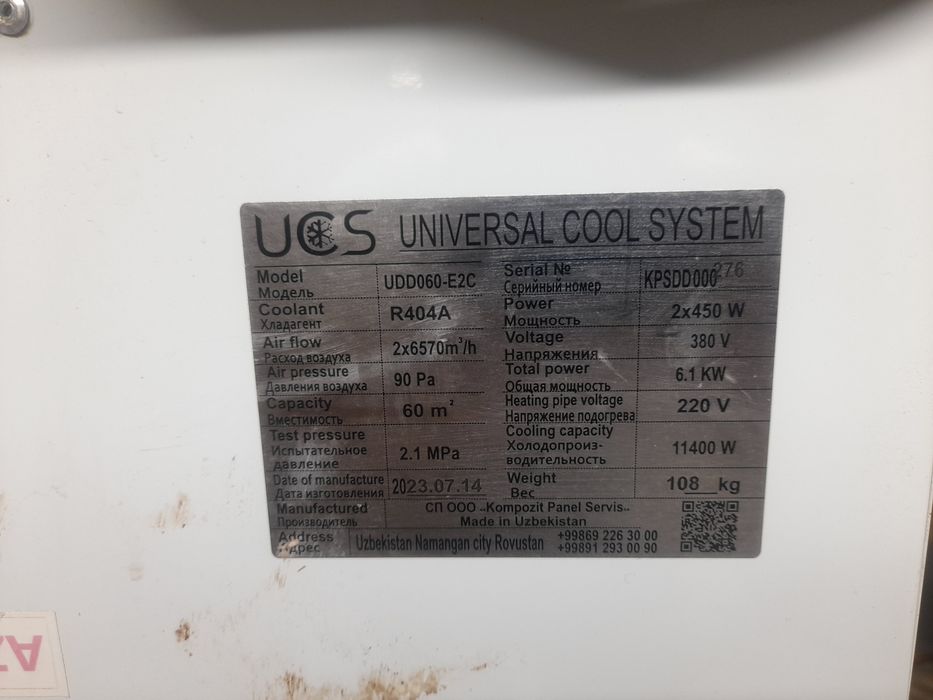 UCS UNIVERSAL COOL SYSTEM
Model
Модель
UDD060-E2C
Serial №
Серийный номер
KPSDD000276
Coolant
Хладагент
R404A
Power
Мощность
2x450 W
Air flow
Расход воздуха
2x6570m³/h
Voltage
Напряжения
380 V
Air pressure
Давления воздуха
90 Pa
Total power
Общая мощность
6.1 KW
Capacity
Вместимость
60 m²
Heating pipe voltage
Напряжение подогрева
220 V
Test pressure
Испытательное
давление
2.1 MPa
Cooling capacity
Холодопроиз-
водительность
11400 W
Date of manufacture
Дата изготовления
2023.07.14
Weight
Вес
108 kg
Manufactured
Производитель
СП ООО „Kompozit Panel Servis„
Made in Uzbekistan
Address
Адрес
Uzbekistan Namangan city Rovustan
+99869 226 30 00
+99891 293 00 90
AZ